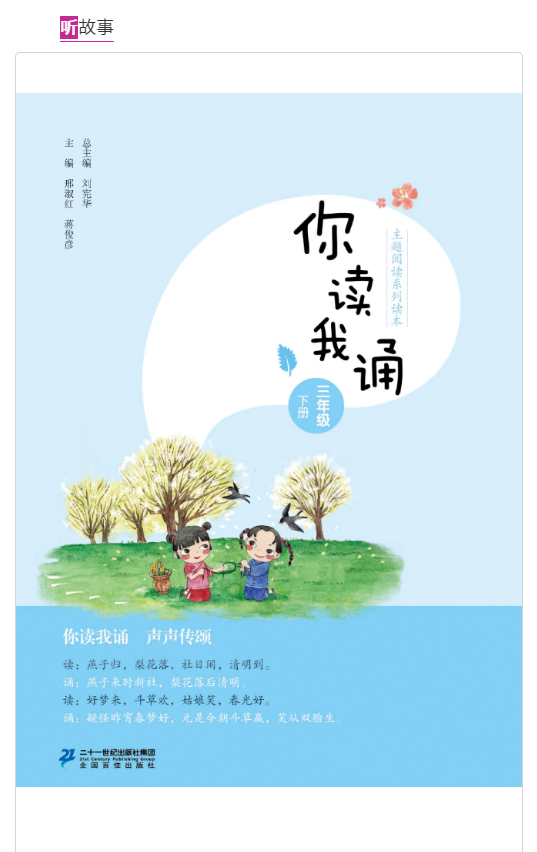 听故事
总主编 刘宪华
主 编 邢淑红 蒋俊彦
你读我诵
主题阅读系列读本
三年级
下册
你读我诵 声声传颂
读：燕子归，梨花落，社日闹，清明到。
诵：燕子来时新社，梨花落后清明。
读：好梦来，斗草欢，姑娘笑，春光好。
诵：疑怪昨宵春梦好，元是今朝斗草赢，笑从双脸生。
21 二十一世纪出版社集团
21st Century Publishing Group
全国百佳出版社